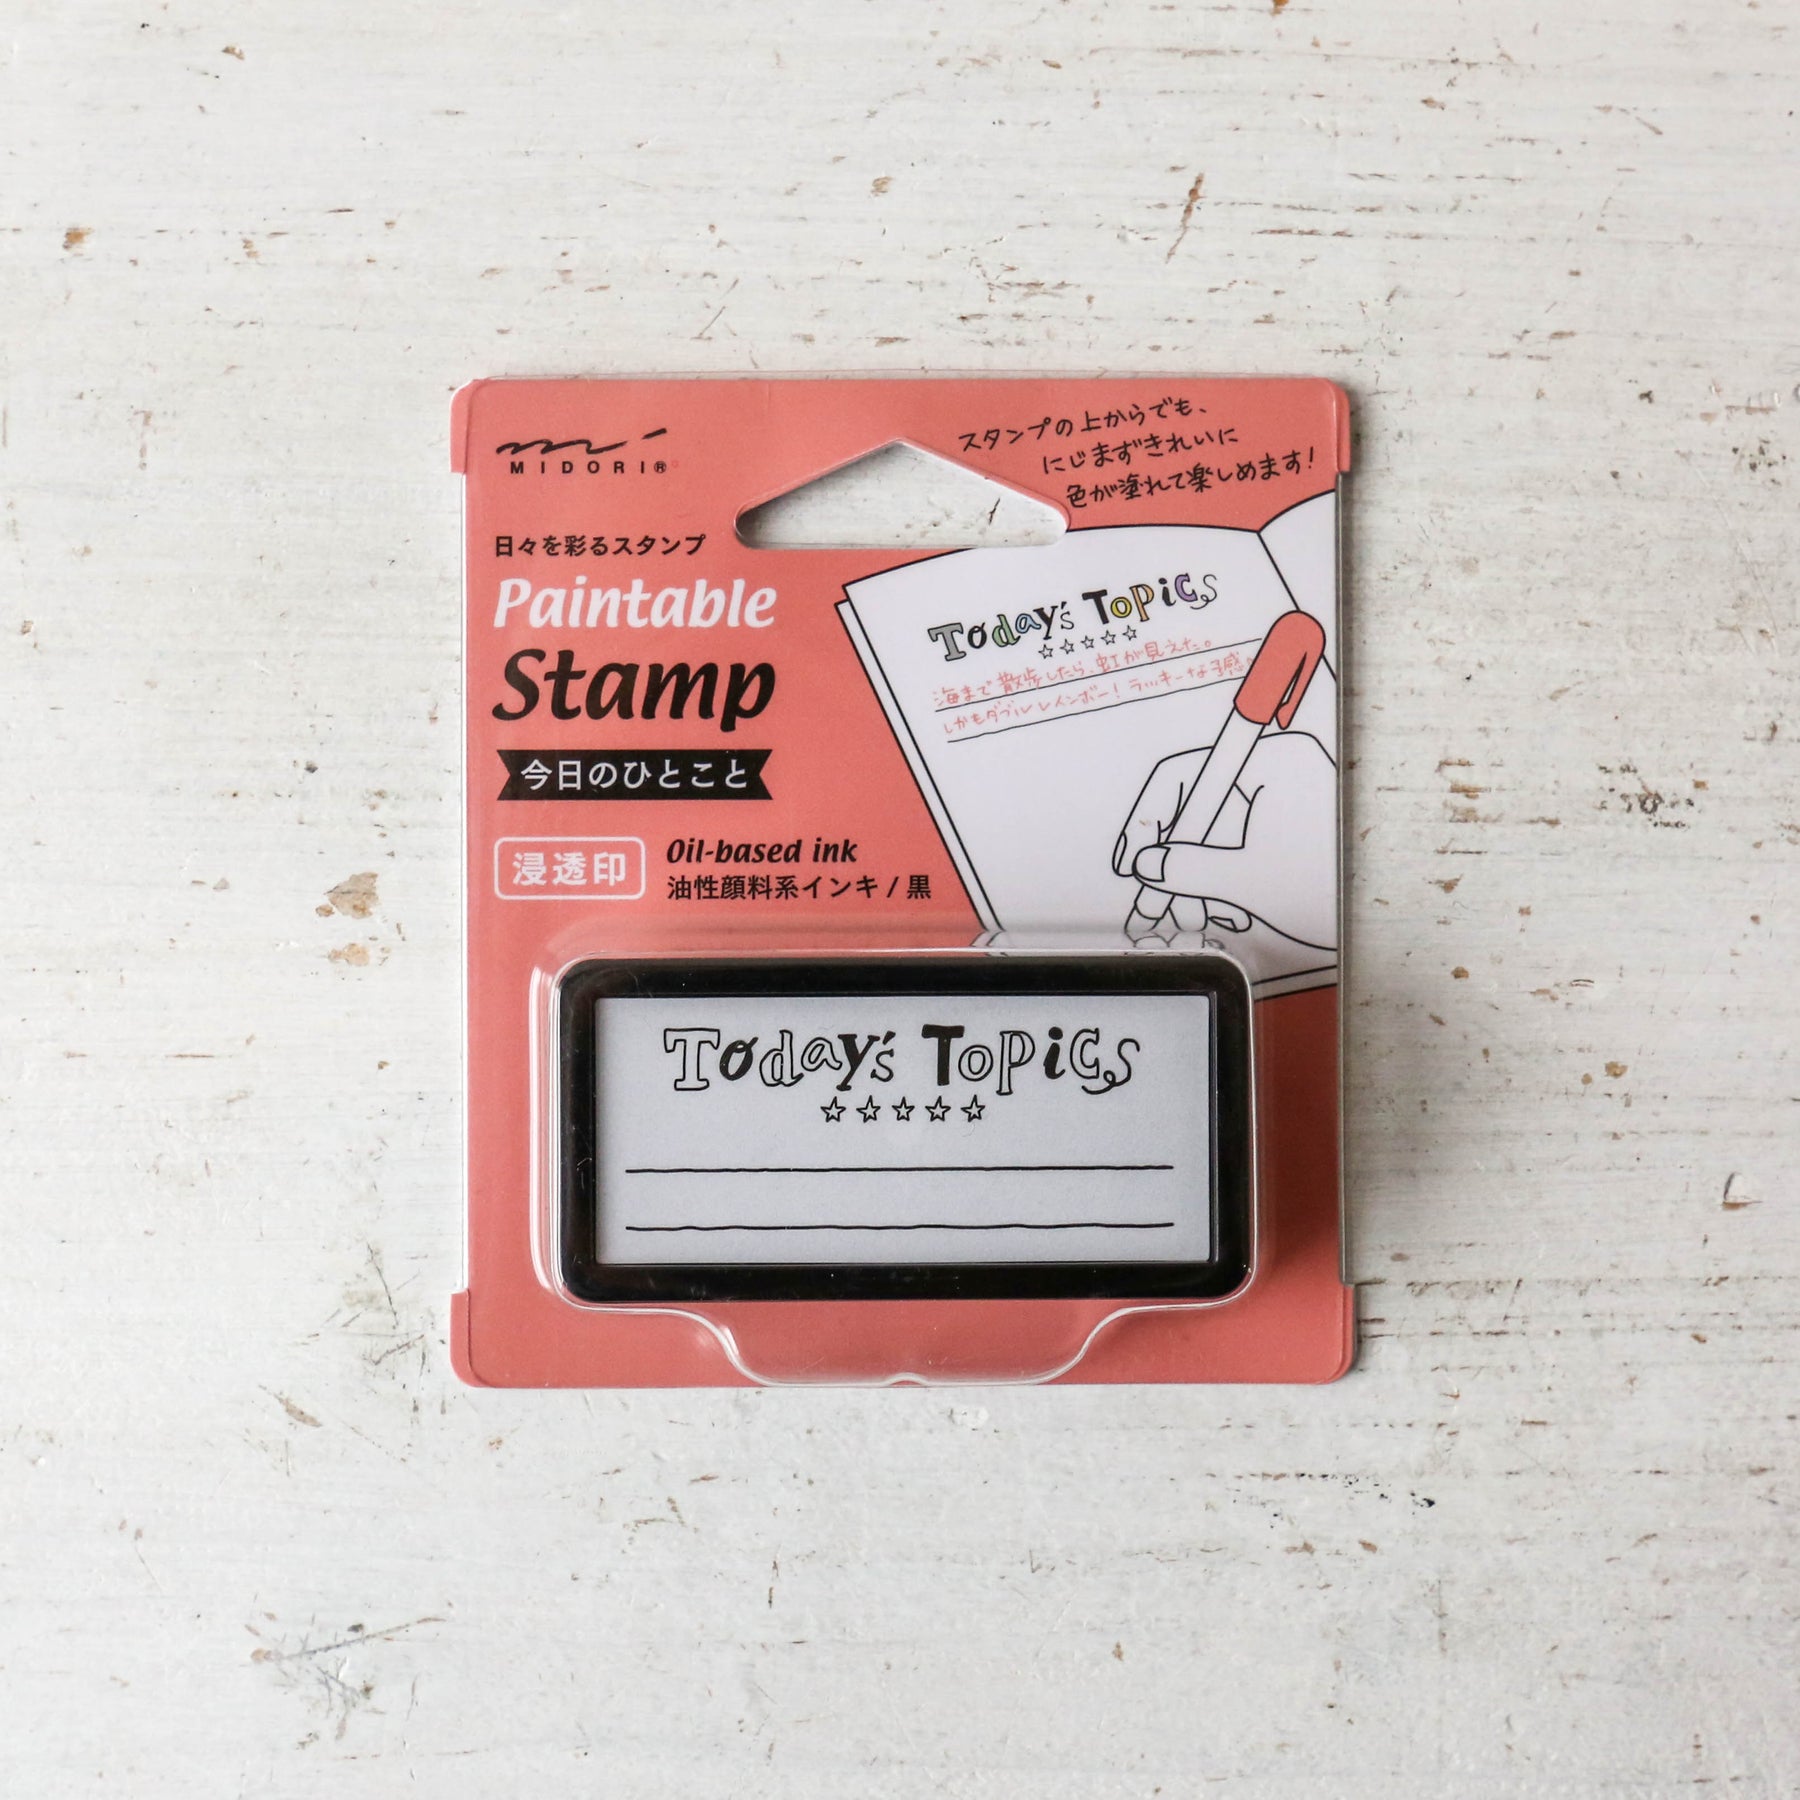 MIDORI®
スタンプの上からでも、
にじまずきれいに
色が塗れて楽しめます!
日々を彩るスタンプ
Paintable
Stamp
今日のひとこと
浸透印
Oil-based ink
油性顔料系インキ / 黒
Today's Topics
海まで散歩したら、虹が見えた。
しかもダブルレインボー!ラッキーな予感
Today's Topics